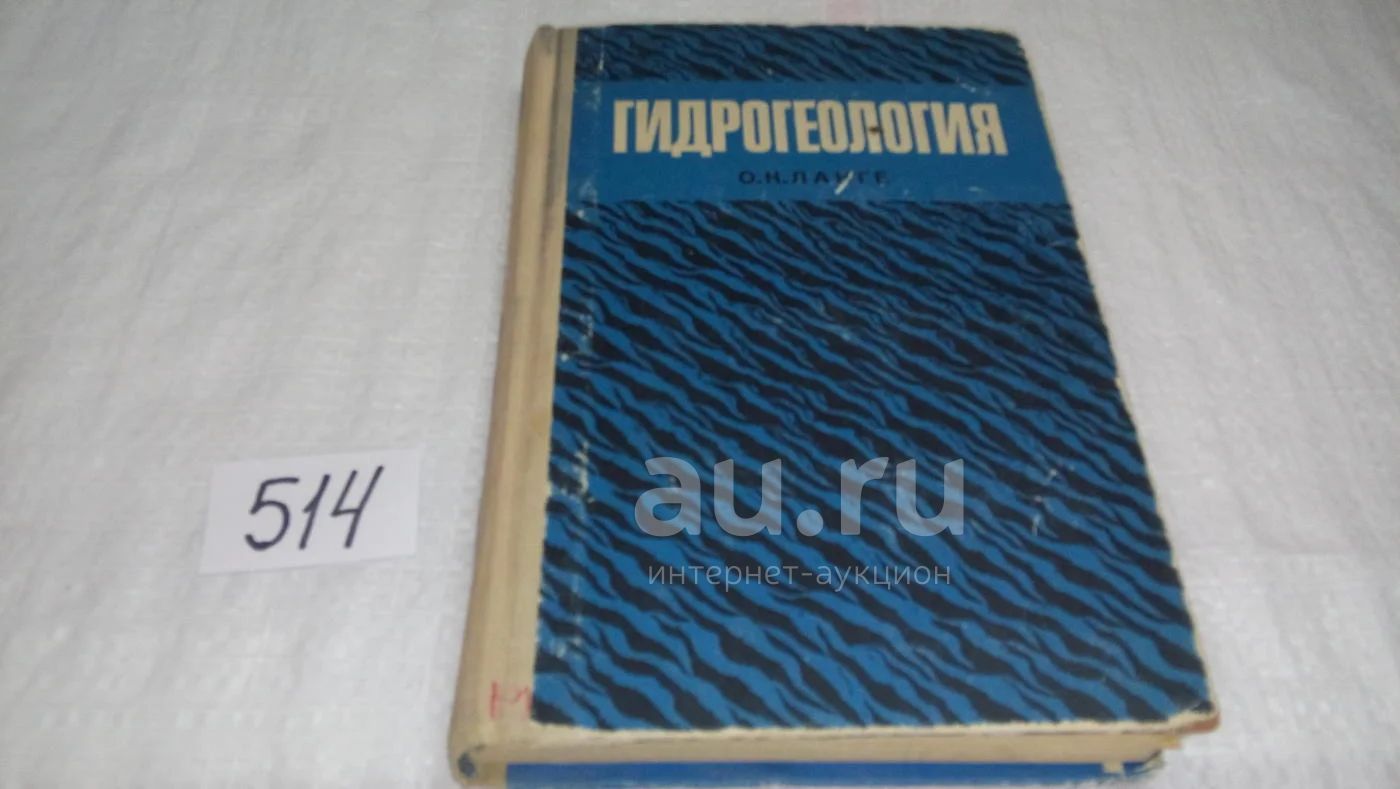 ГИДРОГЕОЛОГИЯ
О.К.ЛАНГЕ
514
au.ru
интернет-аукцион